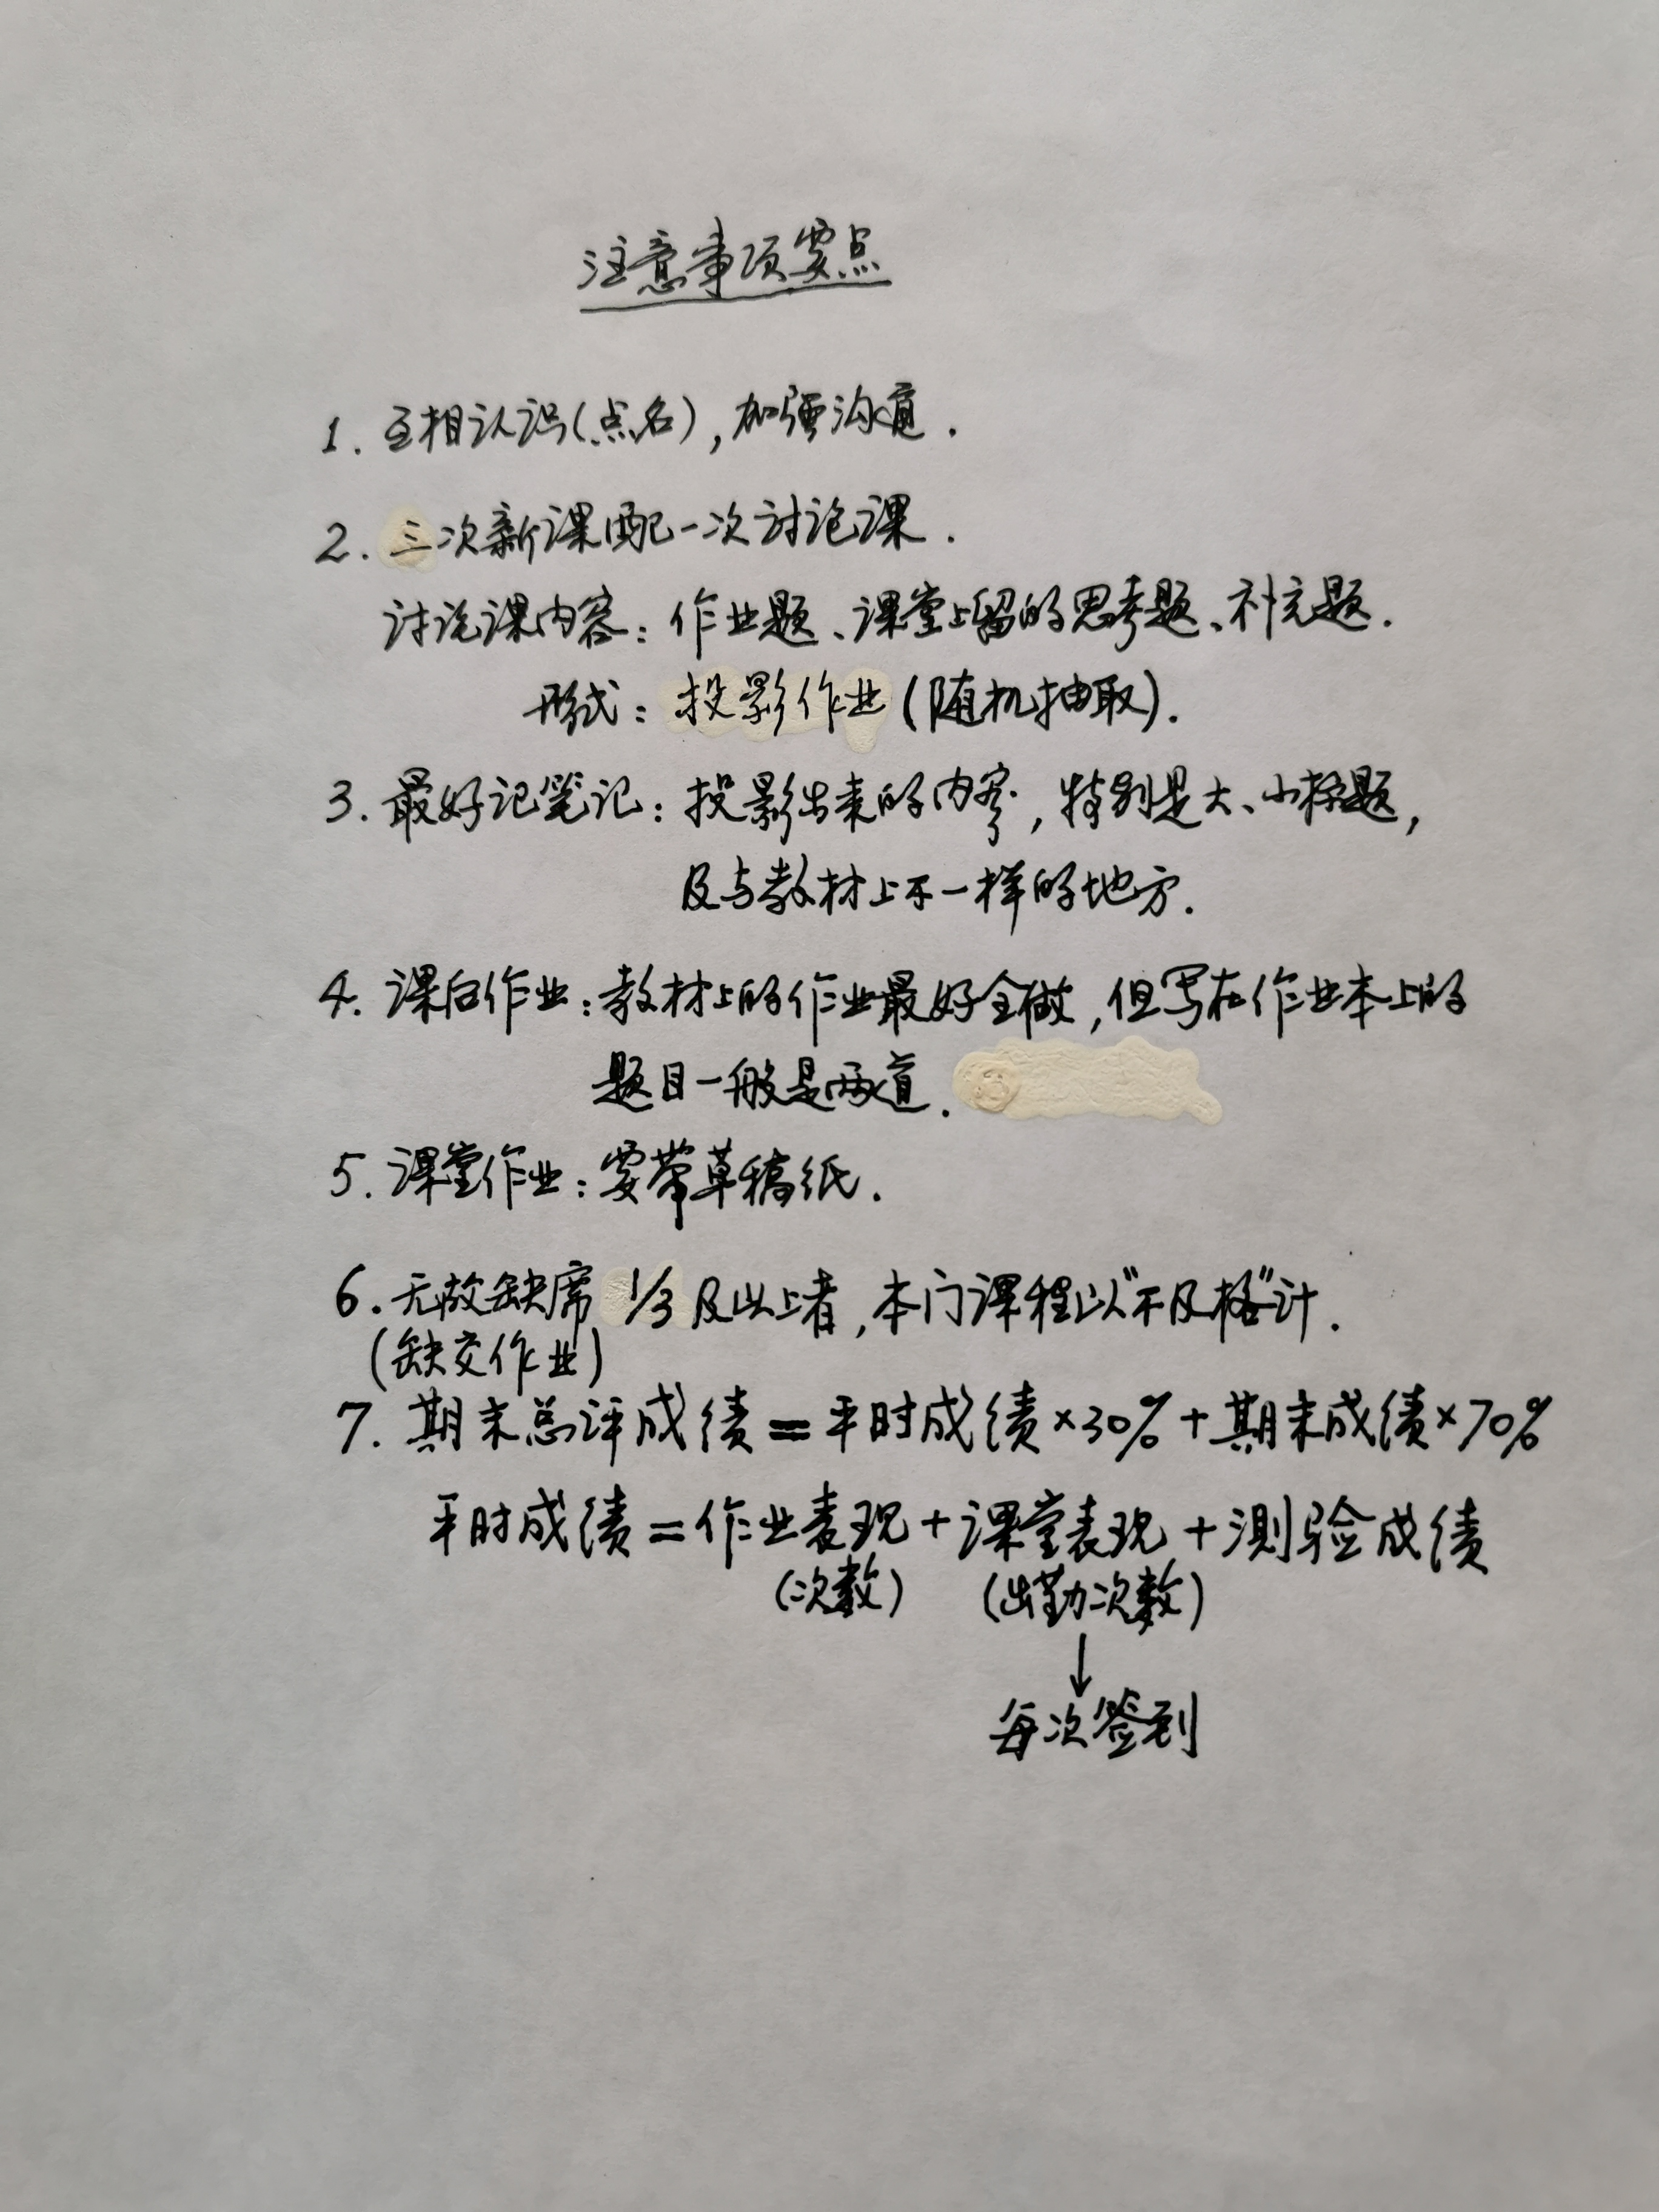 注意事项要点
1. 互相认识(点名),加强沟通.
2. 三次新课配一次讨论课.
讨论课内容:作业题、课堂上留的思考题、补充题.
形式:投影作业(随机抽取).
3. 最好记笔记:投影出来的内容,特别是大、小标题,
及与教材上不一样的地方.
4. 课后作业:教材上的作业最好全做,但写在作业本上的
题目一般是两道.
5. 课堂作业:要带草稿纸.
6. 无故缺席 1/3 及以上者,本门课程以"不及格"计.
(缺交作业)
7. 期末总评成绩=平时成绩×30%+期末成绩×70%
平时成绩=作业表现+课堂表现+测验成绩
(次数) (出勤次数)
↓
每次签到